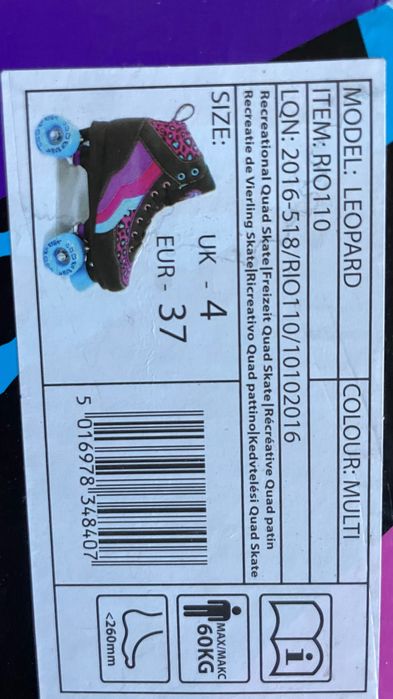 MODEL: LEOPARD
COLOUR: MULTI
ITEM: RIO110
LQN: 2016-518/RIO110/10102016
Recreational Quad Skate|Freizeit Quad Skate|Récréative Quad patin
Recreatie de Vierling Skate|Ricreativo Quad pattino|Kedvtelési Quad Skate
SIZE:
UK - 4
EUR - 37
5 016978 348407
i
MAX/MAKC
60KG
<260mm